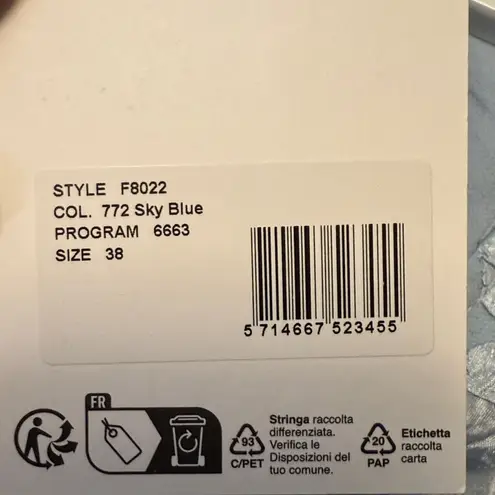 STYLE F8022
COL. 772 Sky Blue
PROGRAM 6663
SIZE 38
5 714667 523455
FR
Stringa raccolta
differenziata.
Verifica le
Disposizioni del
tuo comune.
93
C/PET
20
PAP
Etichetta
raccolta
carta